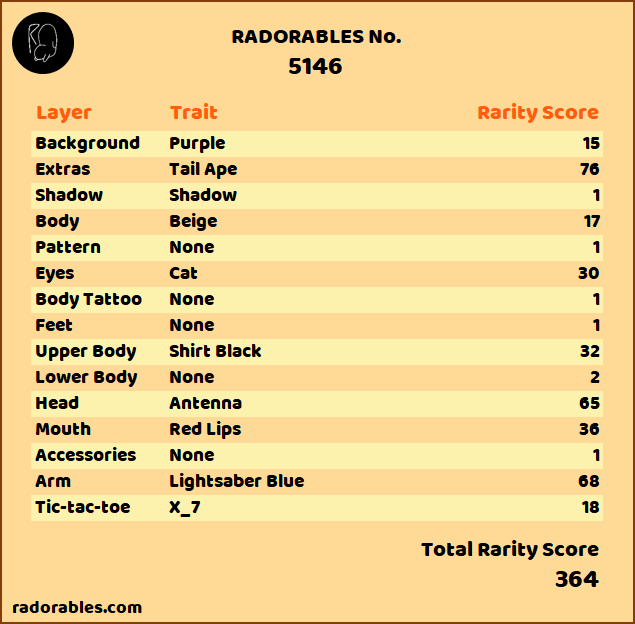 RADORABLES No.
5146
Layer Trait Rarity Score
Background Purple 15
Extras Tail Ape 76
Shadow Shadow 1
Body Beige 17
Pattern None 1
Eyes Cat 30
Body Tattoo None 1
Feet None 1
Upper Body Shirt Black 32
Lower Body None 2
Head Antenna 65
Mouth Red Lips 36
Accessories None 1
Arm Lightsaber Blue 68
Tic-tac-toe X_7 18
Total Rarity Score
364
radorables.com